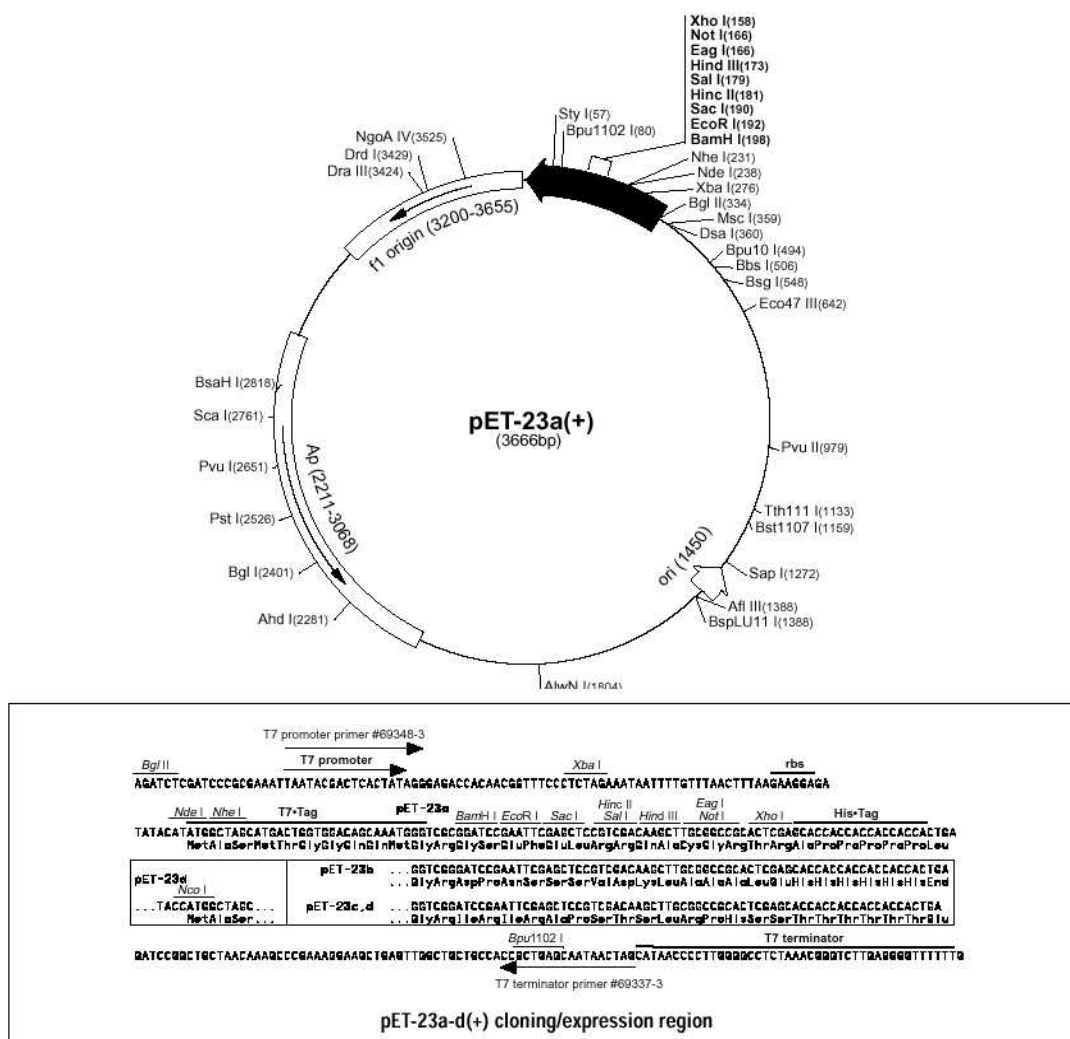 Xho I(158)
Not I(166)
Eag I(166)
Hind III(173)
Sal I(179)
Hinc II(181)
Sac I(190)
EcoR I(192)
BamH I(198)
Sty I(57)
Bpu1102 I(80)
Nhe I(231)
Nde I(238)
Xba I(276)
Bgl II(334)
Msc I(359)
Dsa I(360)
Bpu10 I(494)
Bbs I(506)
Bsg I(548)
Eco47 III(642)
Pvu II(979)
Tth111 I(1133)
Bst1107 I(1159)
Sap I(1272)
Afl III(1388)
BspLU11 I(1388)
AlwN I(1804)
NgoA IV(3525)
Drd I(3429)
Dra III(3424)
f1 origin (3200-3655)
BsaH I(2818)
Sca I(2761)
Pvu I(2651)
Pst I(2526)
Bgl I(2401)
Ahd I(2281)
Ap (2211-3068)
ori (1450)
pET-23a(+)
(3666bp)
T7 promoter primer #69348-3
Bgl II T7 promoter Xba I rbs
AGATCTCGATCCCGCGAAATTAATACGACTCACTATAGGGAGACCACAACGGTTTCCCTCTAGAAATAATTTTGTTTAACTTTAAGAAGGAGA
Hinc II Eag I
Nde I Nhe I T7•Tag pET-23a BamH I EcoR I Sac I Sal I Hind III Not I Xho I His•Tag
TATACATATGGCTAGCATGACTGGTGGACAGCAAATGGGTCGCGGATCCGAATTCGAGCTCCGTCGACAAGCTTGCGGCCGCACTCGAGCACCACCACCACCACCACTGA
MetAlaSerMetThrGlyGlyGlnGlnMetGlyArgGlySerGluPheGluLeuArgArgGlnAlaCysGlyArgThrArgAlaProProProProProLeu
pET-23d
Nco I
...TACCATGGCTAGC...
MetAlaSer...
pET-23b ...GGTCGGGATCCGAATTCGAGCTCCGTCGACAAGCTTGCGGCCGCACTCGAGCACCACCACCACCACCACTGA
...GlyArgAspProAsnSerSerSerValAspLysLeuAlaAlaAlaLeuGluHisHisHisHisHisHisEnd
pET-23c,d ...GGTCGGATCCGAATTCGAGCTCCGTCGACAAGCTTGCGGCCGCACTCGAGCACCACCACCACCACCACTGA
...GlyArgIleArgIleArgAlaProSerThrSerLeuArgProHisSerSerThrThrThrThrThrThrGlu
Bpu1102 I T7 terminator
GATCCGGCTGCTAACAAAGCCCGAAAGGAAGCTGAGTTGGCTGCTGCCACCGCTGAGCAATAACTAGCATAACCCCTTGGGGCCTCTAAACGGGTCTTGAGGGGTTTTTTG
T7 terminator primer #69337-3
pET-23a-d(+) cloning/expression region